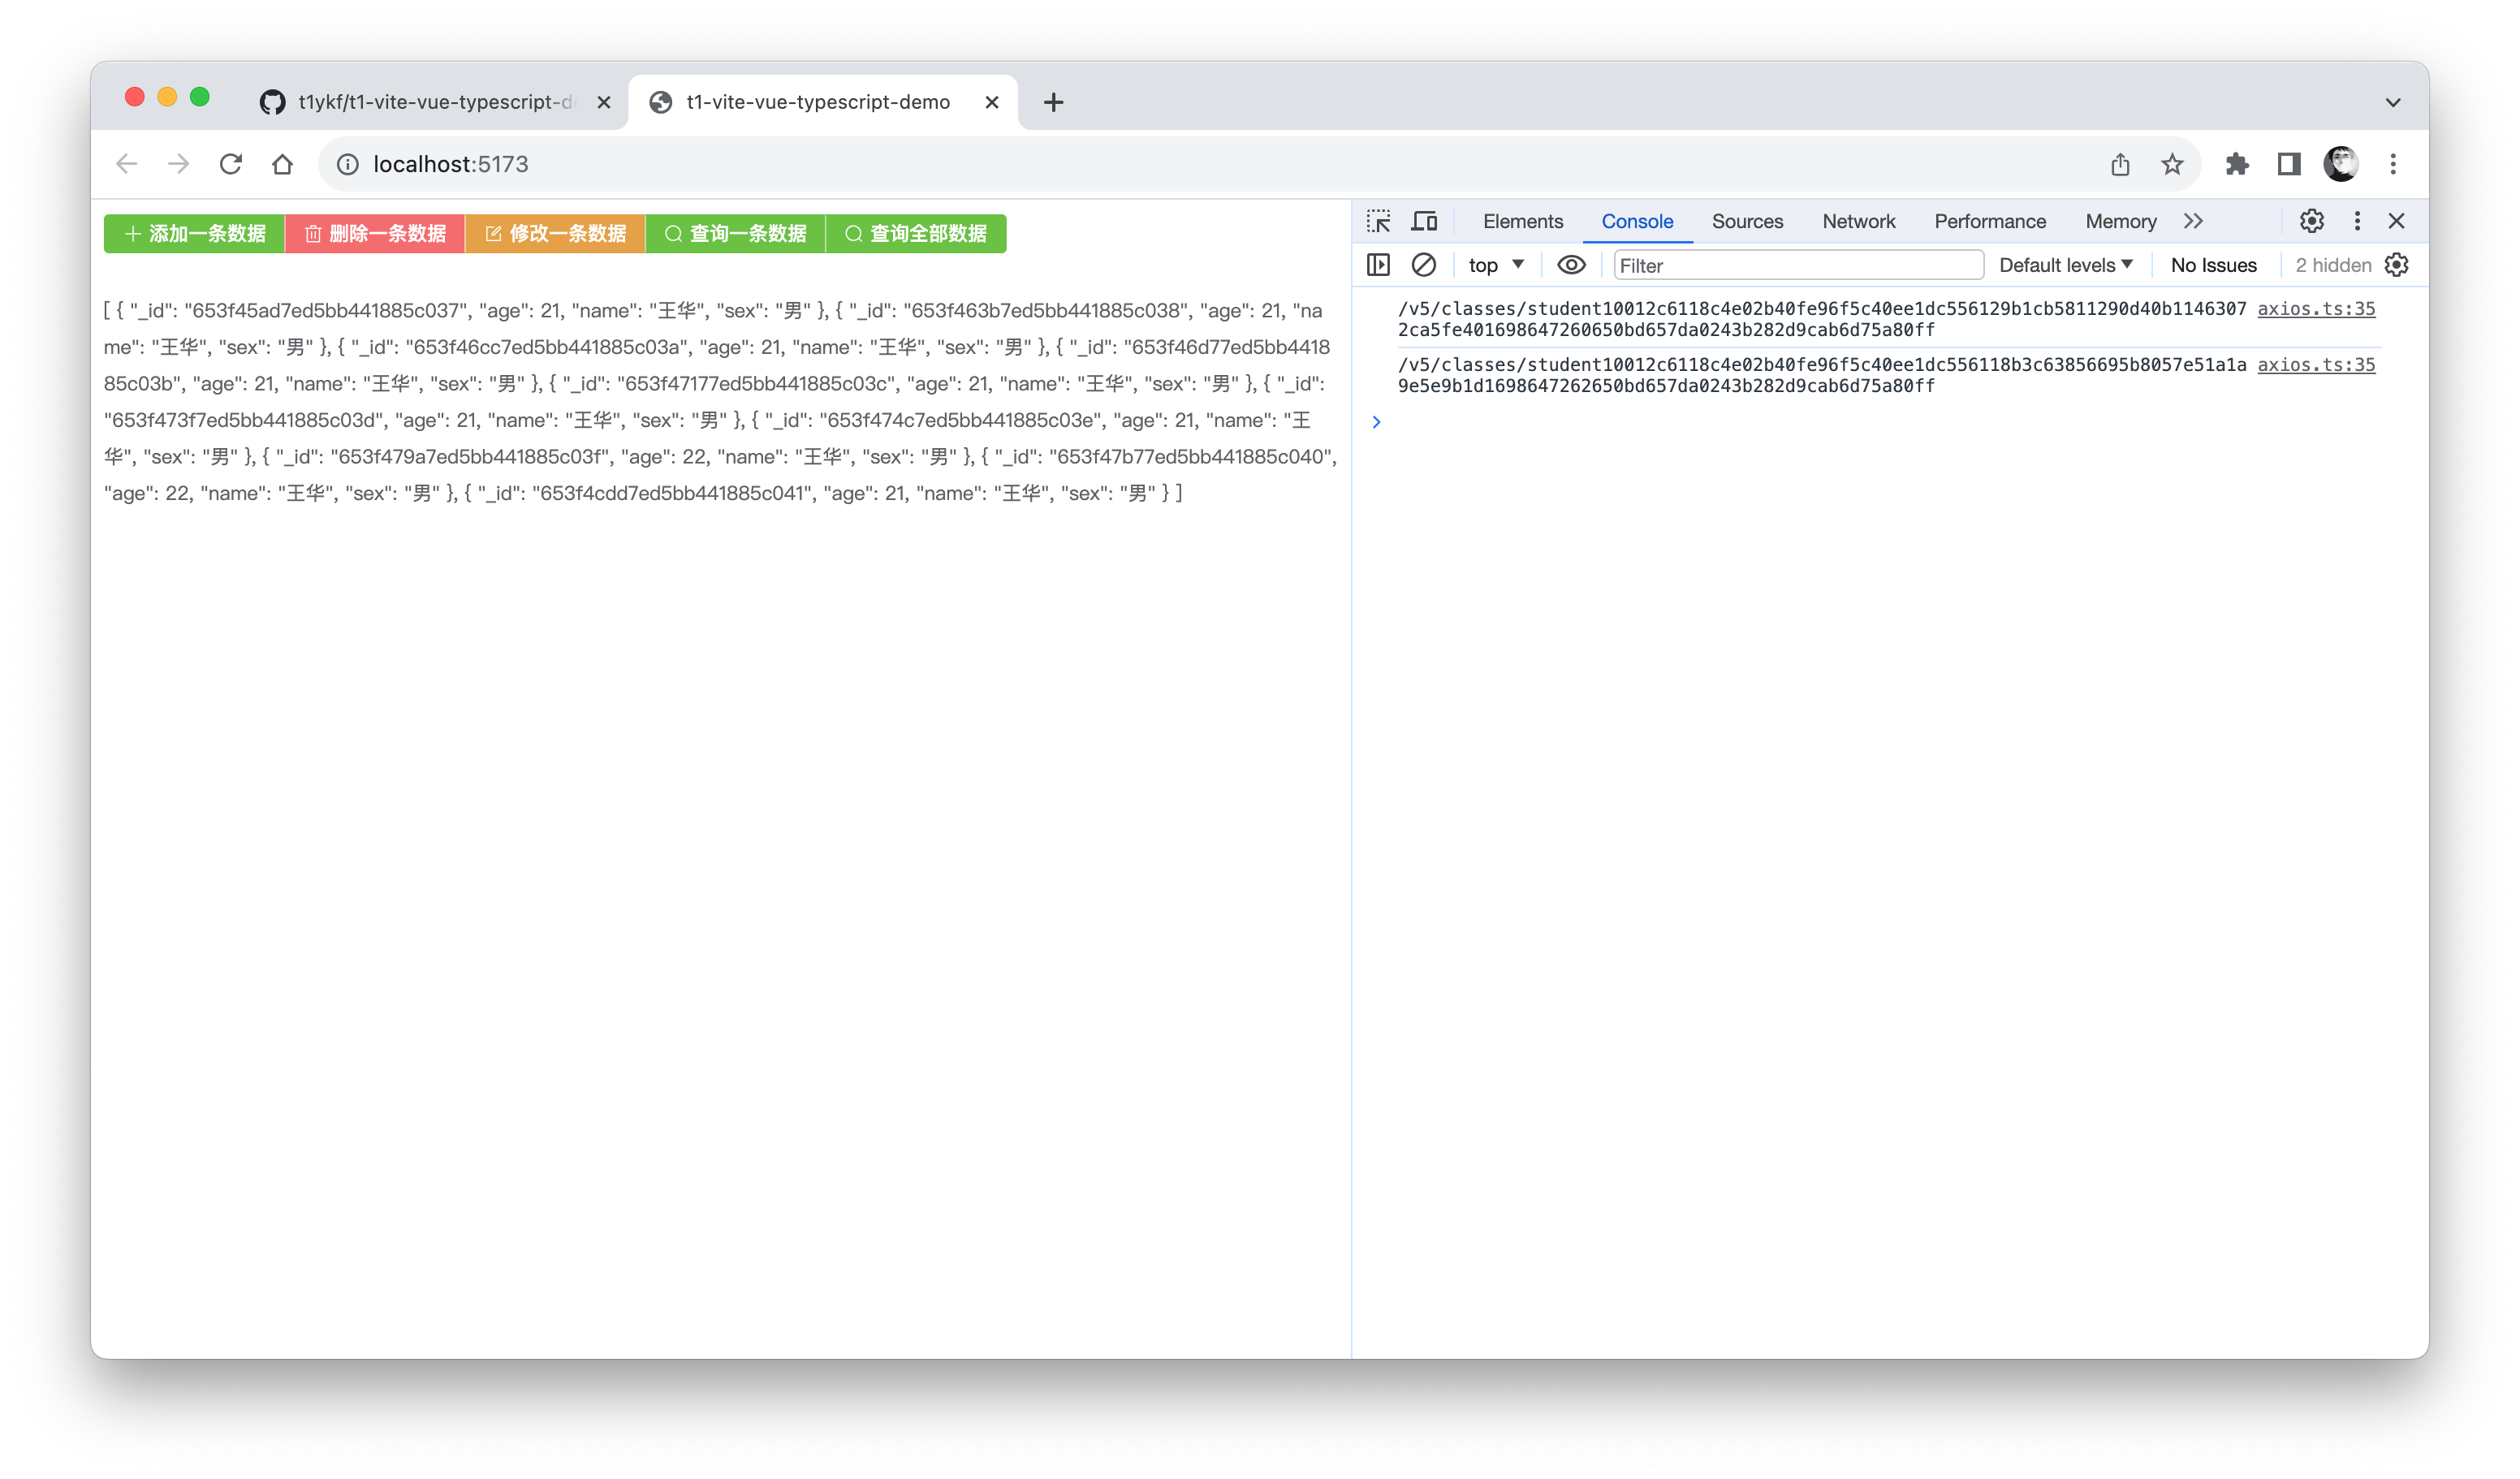 t1ykf/t1-vite-vue-typescript-d
t1-vite-vue-typescript-demo
localhost:5173
添加一条数据 删除一条数据 修改一条数据 查询一条数据 查询全部数据
[ { "_id": "653f45ad7ed5bb441885c037", "age": 21, "name": "王华", "sex": "男" }, { "_id": "653f463b7ed5bb441885c038", "age": 21, "na
me": "王华", "sex": "男" }, { "_id": "653f46cc7ed5bb441885c03a", "age": 21, "name": "王华", "sex": "男" }, { "_id": "653f46d77ed5bb4418
85c03b", "age": 21, "name": "王华", "sex": "男" }, { "_id": "653f47177ed5bb441885c03c", "age": 21, "name": "王华", "sex": "男" }, { "_id":
"653f473f7ed5bb441885c03d", "age": 21, "name": "王华", "sex": "男" }, { "_id": "653f474c7ed5bb441885c03e", "age": 21, "name": "王
华", "sex": "男" }, { "_id": "653f479a7ed5bb441885c03f", "age": 22, "name": "王华", "sex": "男" }, { "_id": "653f47b77ed5bb441885c040",
"age": 22, "name": "王华", "sex": "男" }, { "_id": "653f4cdd7ed5bb441885c041", "age": 21, "name": "王华", "sex": "男" } ]
Elements Console Sources Network Performance Memory
top Filter Default levels No Issues 2 hidden
/v5/classes/student10012c6118c4e02b40fe96f5c40ee1dc556129b1cb5811290d40b1146307 axios.ts:35
2ca5fe401698647260650bd657da0243b282d9cab6d75a80ff
/v5/classes/student10012c6118c4e02b40fe96f5c40ee1dc556118b3c63856695b8057e51a1a axios.ts:35
9e5e9b1d1698647262650bd657da0243b282d9cab6d75a80ff